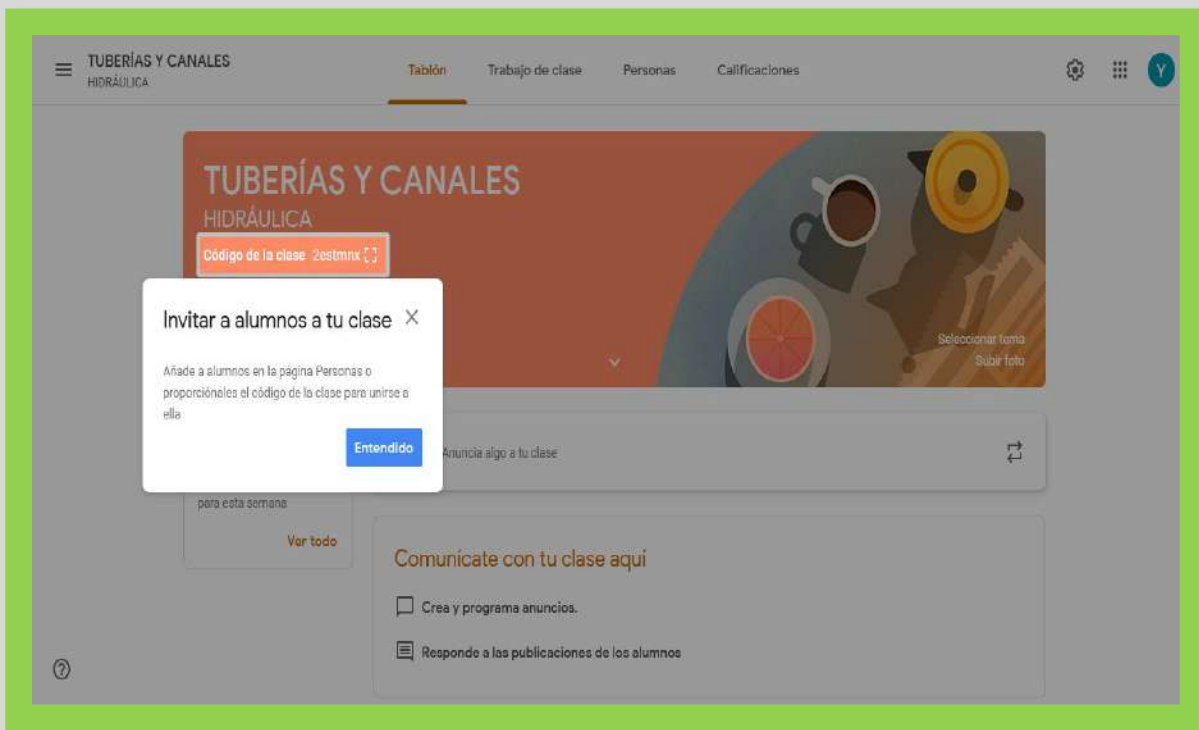 TUBERÍAS Y CANALES
HIDRÁULICA
Tablón Trabajo de clase Personas Calificaciones
Y
TUBERÍAS Y CANALES
HIDRÁULICA
Código de la clase 2estmnx
Invitar a alumnos a tu clase
Añade a alumnos en la página Personas o
proporciónales el código de la clase para unirse a
ella
Entendido
Seleccionar tema
Subir foto
Anuncia algo a tu clase
para esta semana
Ver todo
Comunícate con tu clase aquí
Crea y programa anuncios.
Responde a las publicaciones de los alumnos